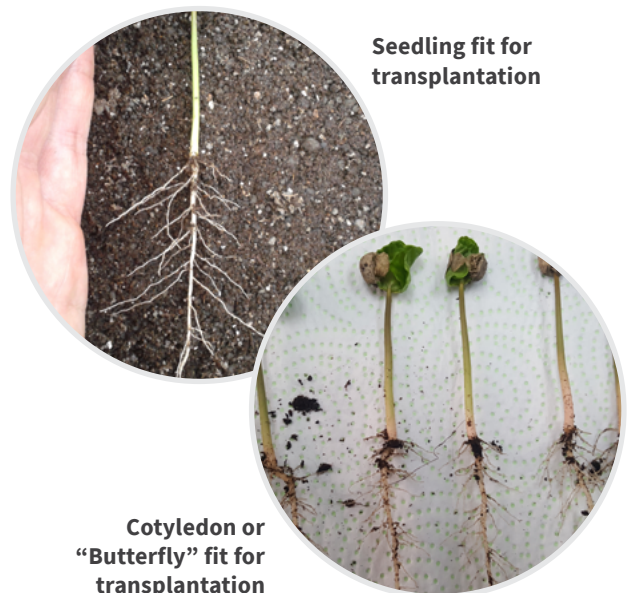 Seedling fit for
transplantation
Cotyledon or
“Butterfly” fit for
transplantation